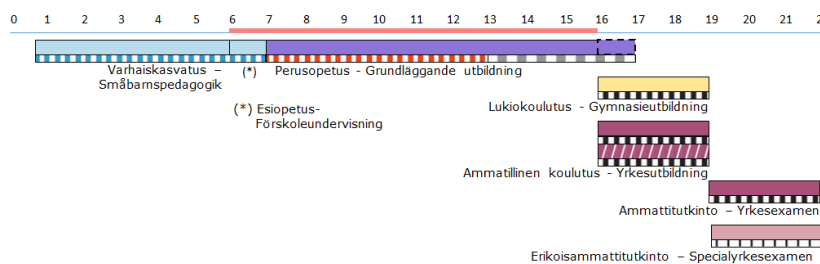 0 1 2 3 4 5 6 7 8 9 10 11 12 13 14 15 16 17 18 19 20 21 2
Varhaiskasvatus – (*) Perusopetus - Grundläggande utbildning
Småbarnspedagogik
(*) Esiopetus-
Förskoleundervisning
Lukiokoulutus - Gymnasieutbildning
Ammatillinen koulutus - Yrkesutbildning
Ammattitutkinto – Yrkesexamen
Erikoisammattitutkinto – Specialyrkesexamen